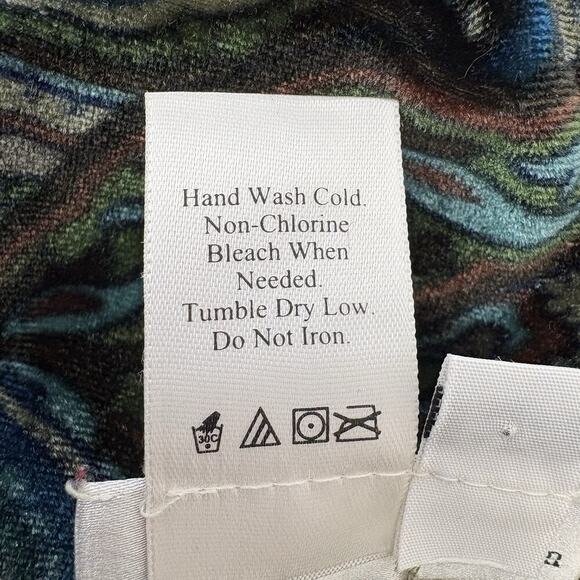 Hand Wash Cold.
Non-Chlorine
Bleach When
Needed.
Tumble Dry Low.
Do Not Iron.
30C